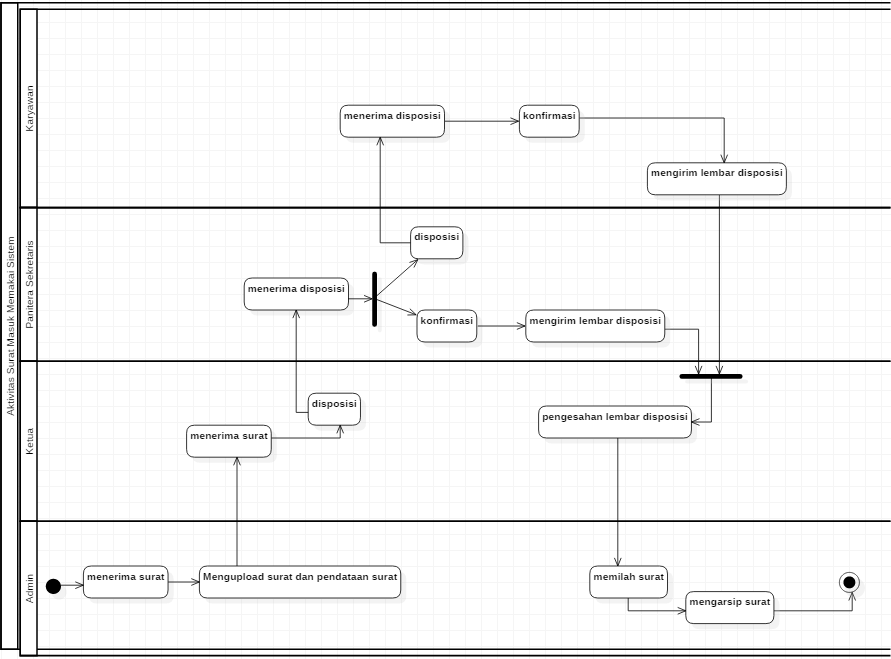 Aktivitas Surat Masuk Memakai Sistem
Karyawan
menerima disposisi
konfirmasi
mengirim lembar disposisi
Panitera Sekretaris
disposisi
menerima disposisi
konfirmasi
mengirim lembar disposisi
Ketua
disposisi
menerima surat
pengesahan lembar disposisi
Admin
menerima surat
Mengupload surat dan pendataan surat
memilah surat
mengarsip surat